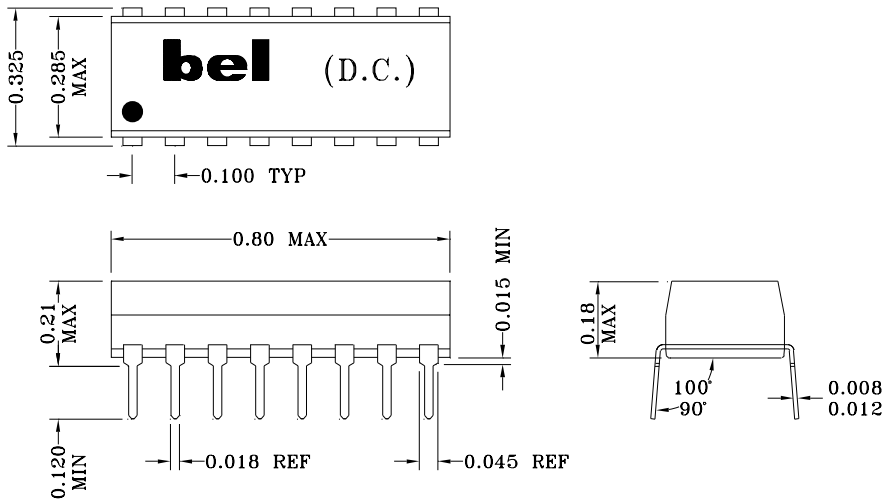 bel (D.C.)
0.325
0.285
MAX
0.100 TYP
0.80 MAX
0.015 MIN
0.21
MAX
0.18
MAX
100°
90°
0.008
0.012
0.120
MIN
0.018 REF
0.045 REF